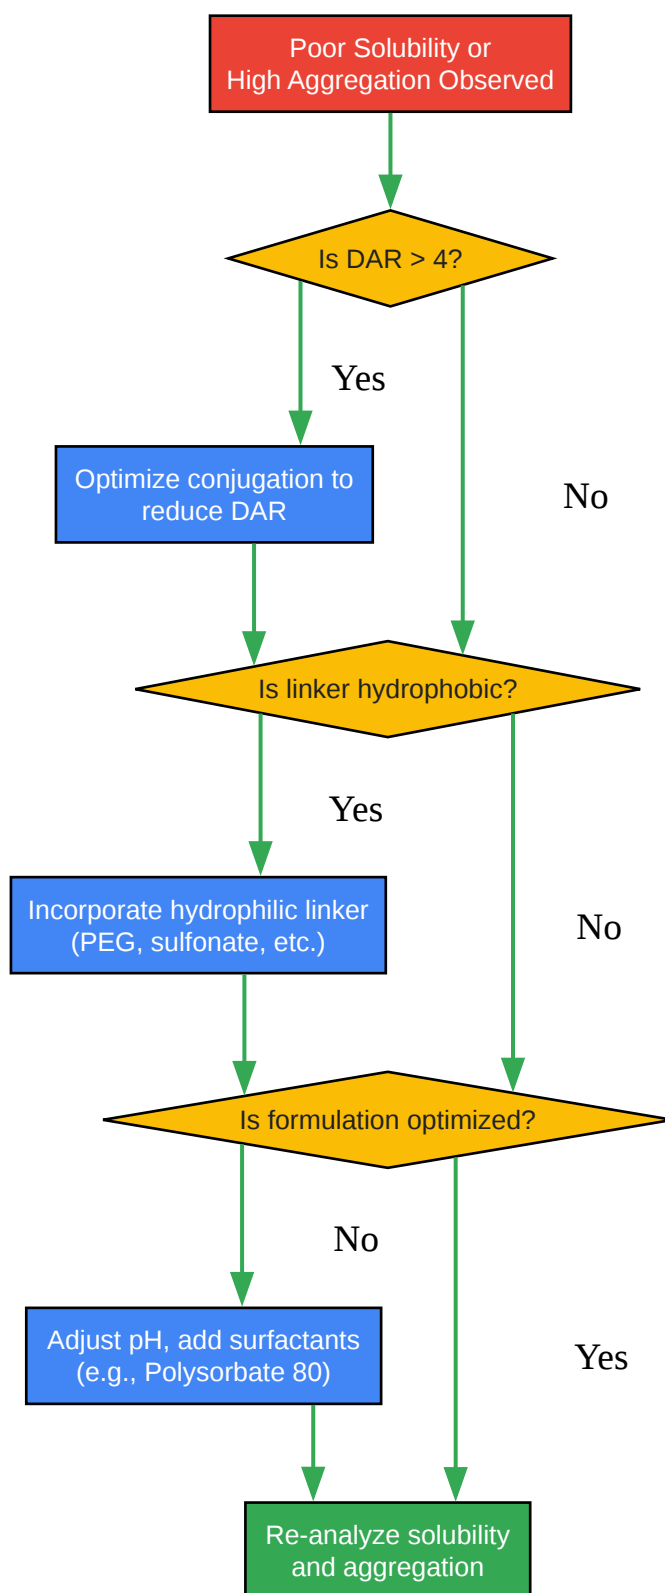 Poor Solubility or
High Aggregation Observed
Is DAR > 4?
Yes
Optimize conjugation to
reduce DAR
No
Is linker hydrophobic?
Yes
Incorporate hydrophilic linker
(PEG, sulfonate, etc.)
No
Is formulation optimized?
No
Adjust pH, add surfactants
(e.g., Polysorbate 80)
Yes
Re-analyze solubility
and aggregation